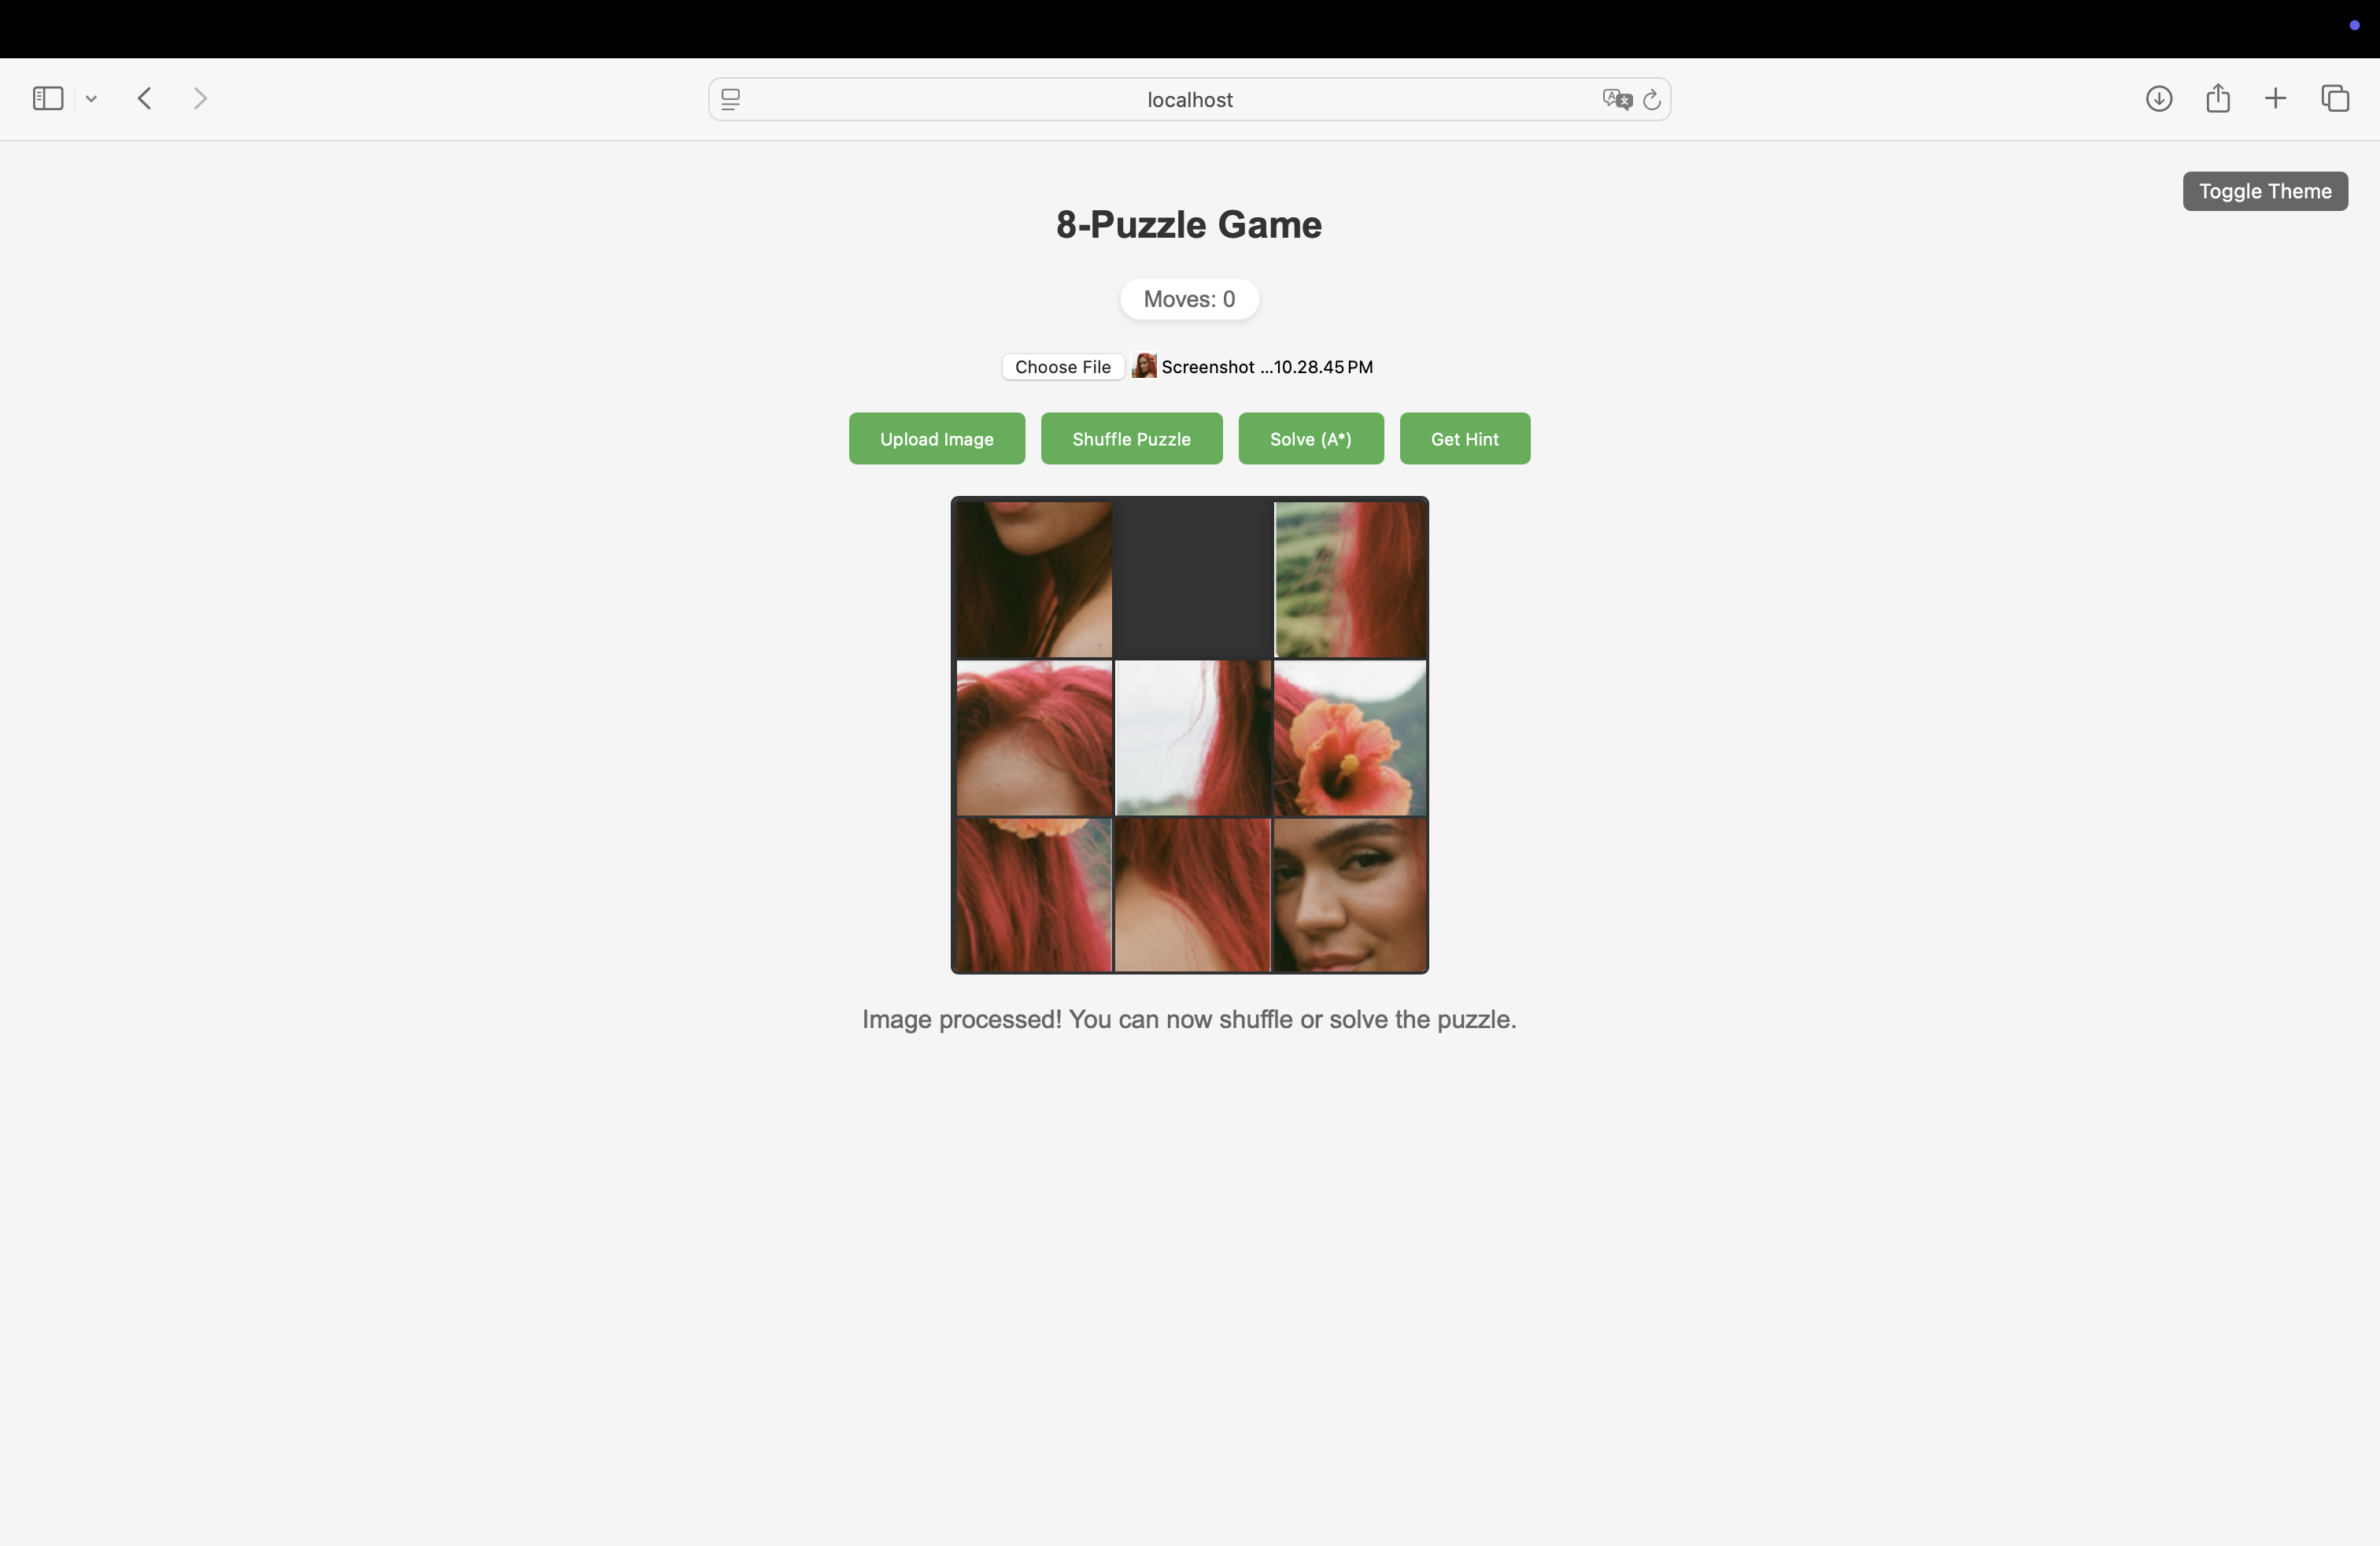 localhost
Toggle Theme
8-Puzzle Game
Moves: 0
Choose File Screenshot ...10.28.45 PM
Upload Image Shuffle Puzzle Solve (A*) Get Hint
Image processed! You can now shuffle or solve the puzzle.